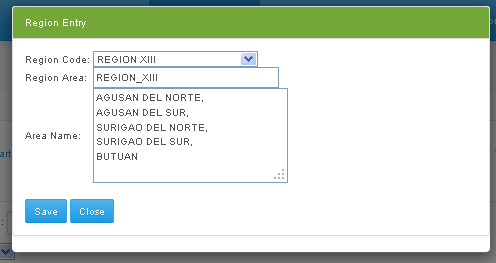 Region Entry
Region Code: REGION XIII
Region Area: REGION_XIII
Area Name:
AGUSAN DEL NORTE,
AGUSAN DEL SUR,
SURIGAO DEL NORTE,
SURIGAO DEL SUR,
BUTUAN
Save Close
art
: